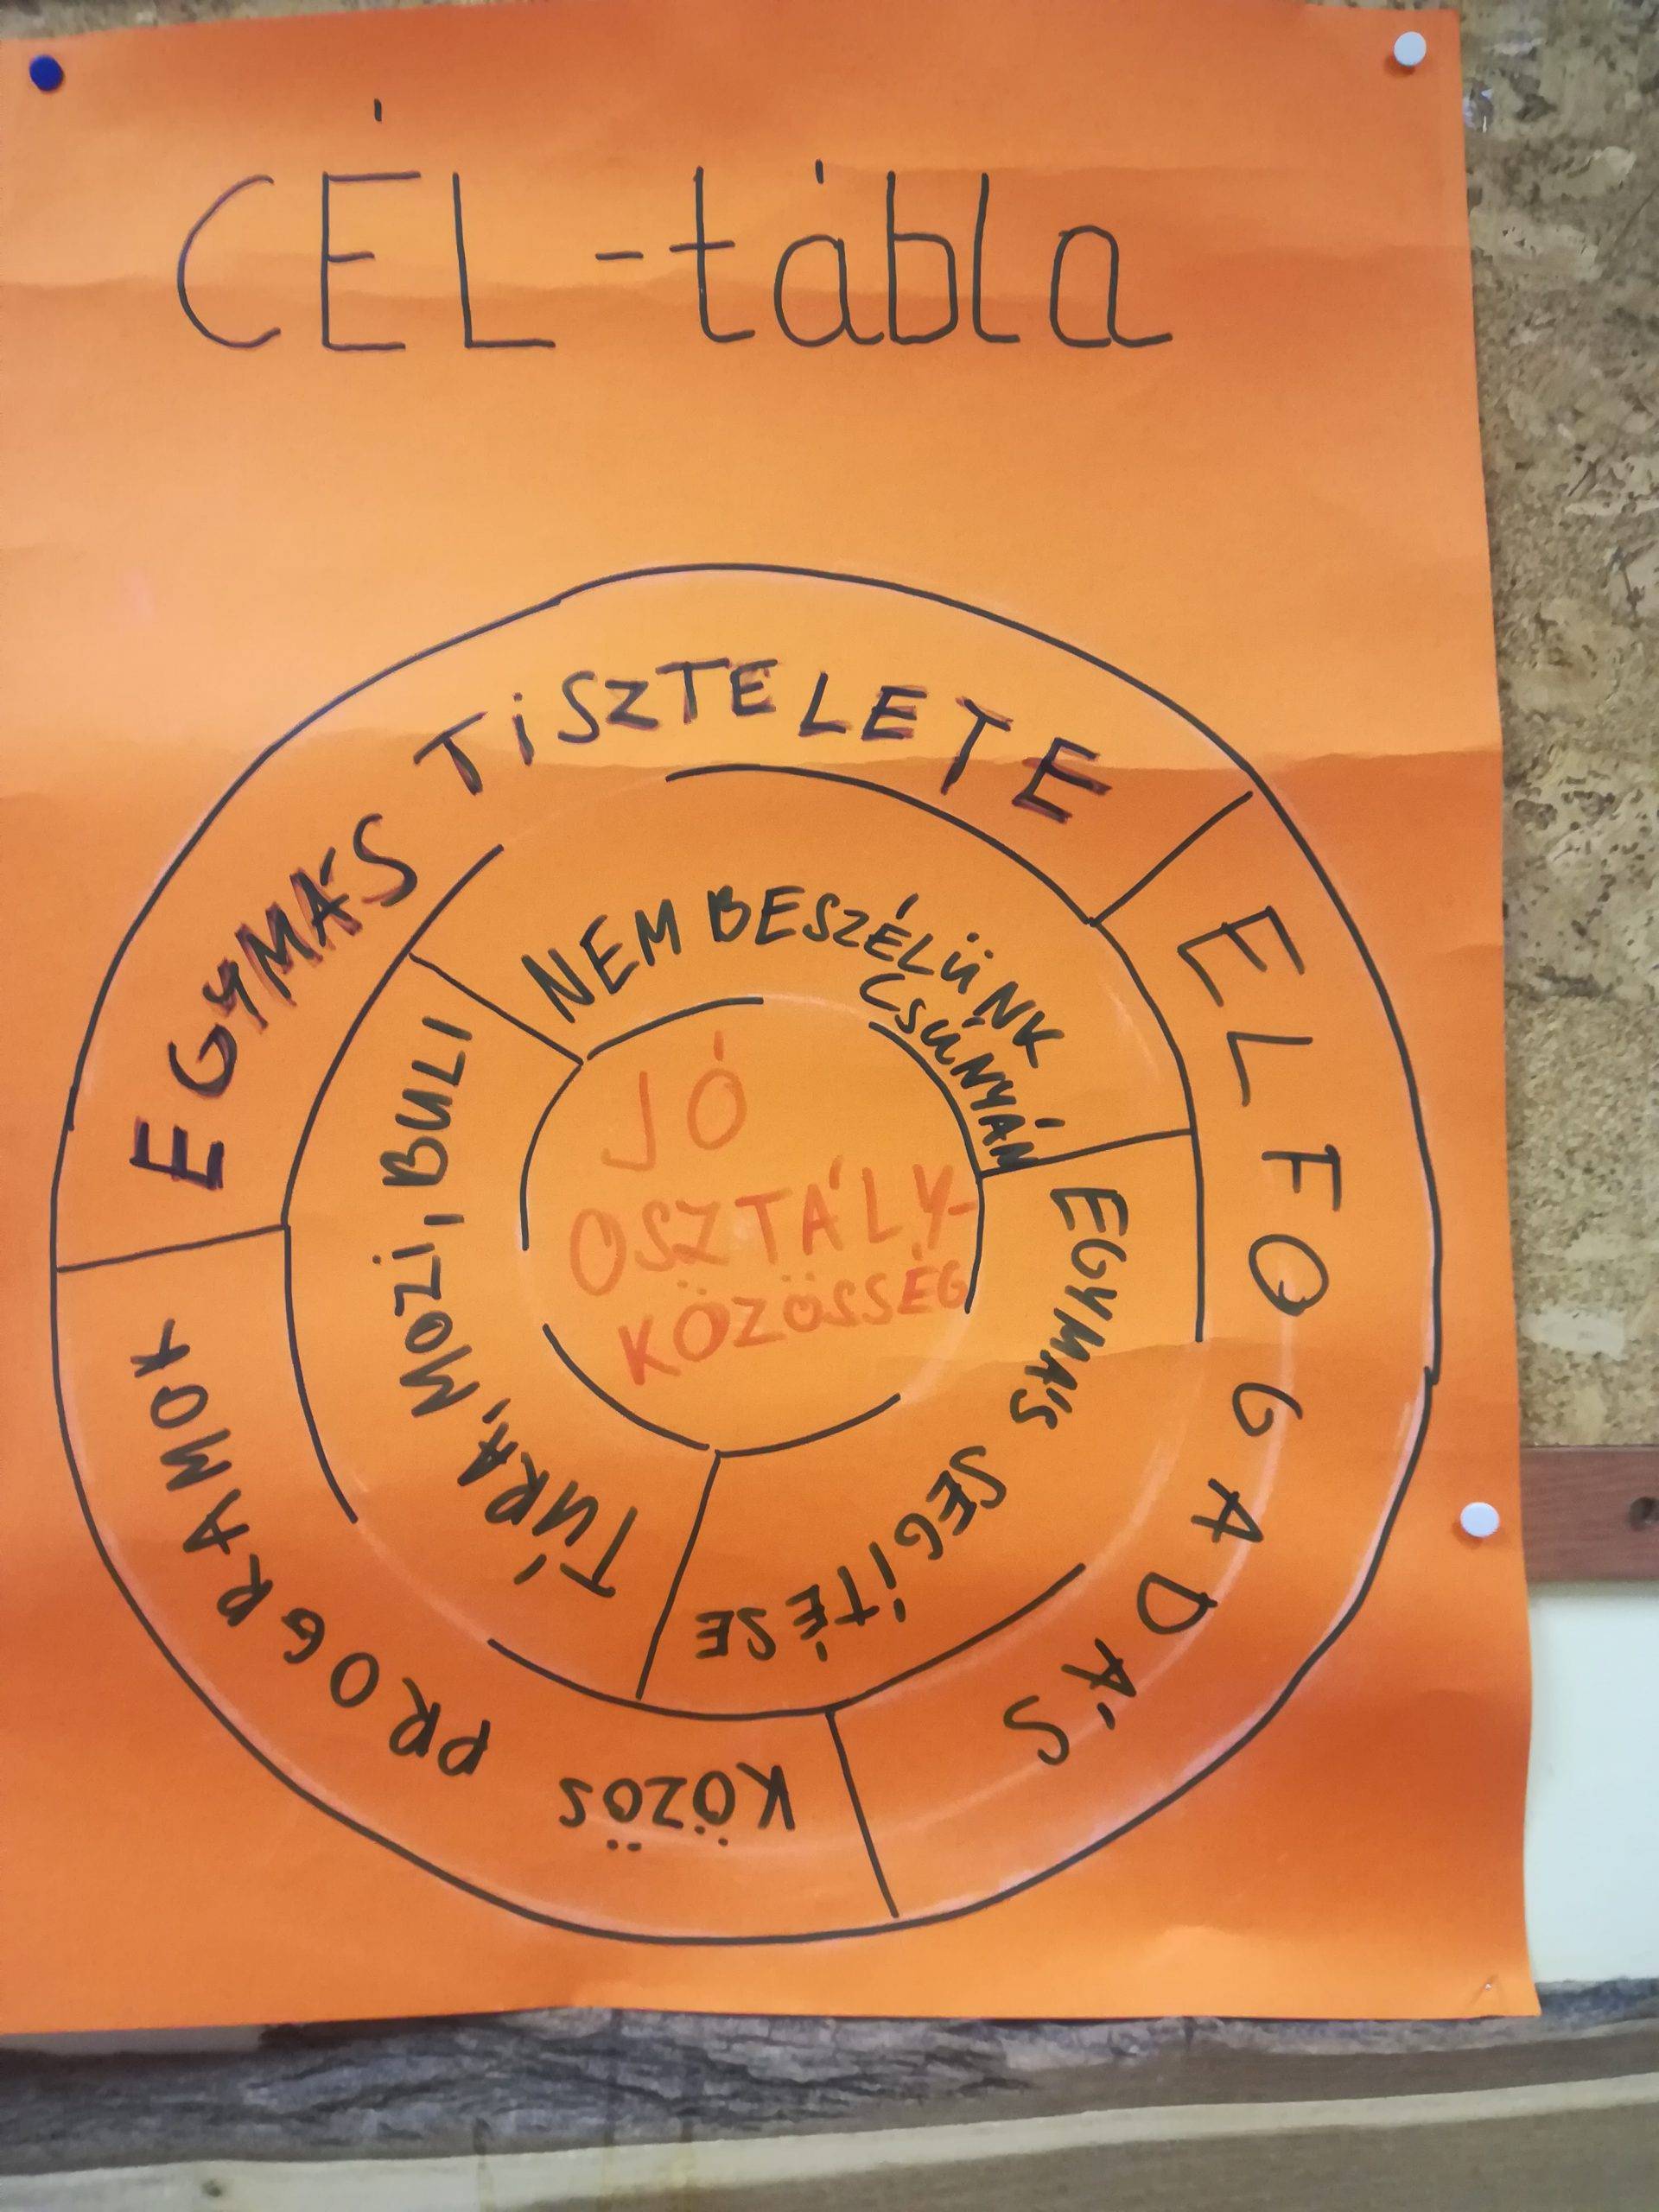 CÉL-tábla
EGYMÁS TISZTELETE
ELFOGADÁS
KÖZÖS PROGRAMOK
NEM BESZÉLÜNK
CSÚNYÁN
EGYMÁS SEGÍTÉSE
TÚRA, MOZI, BULI
JÓ
OSZTÁLY-
KÖZÖSSÉG